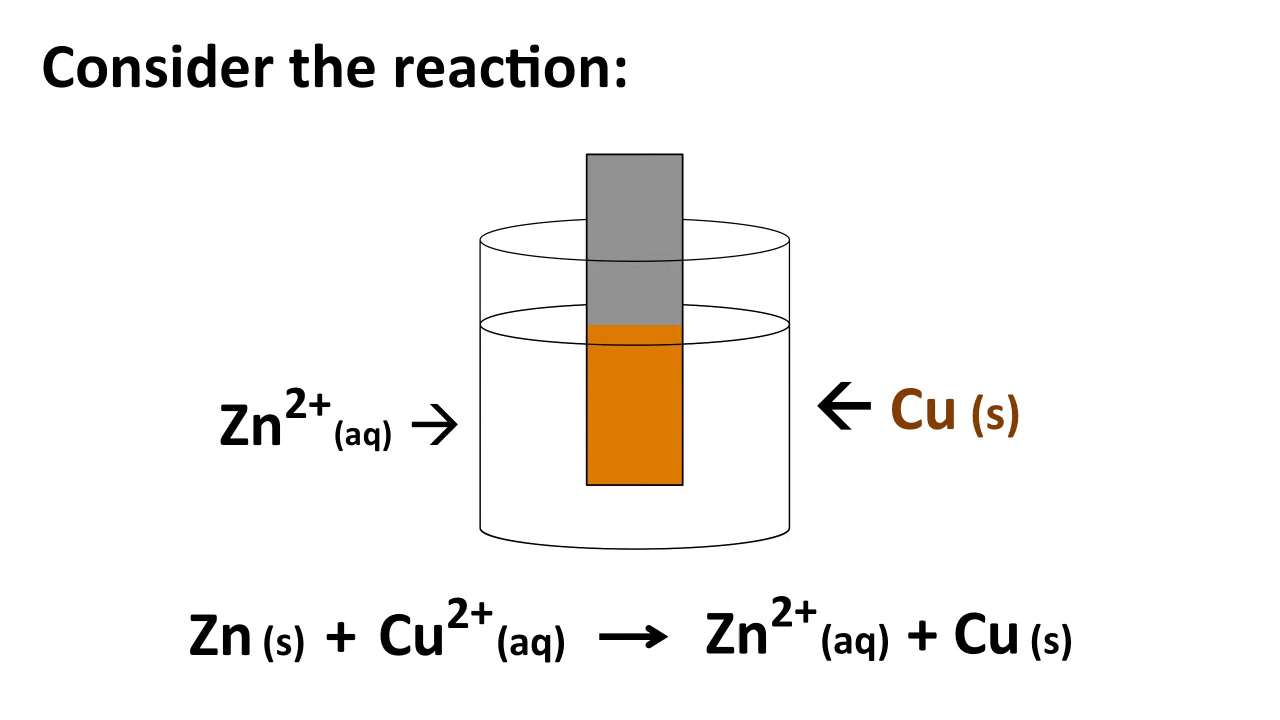 Consider the reaction:
Zn²⁺(aq) → ← Cu (s)
Zn (s) + Cu²⁺(aq) → Zn²⁺(aq) + Cu (s)